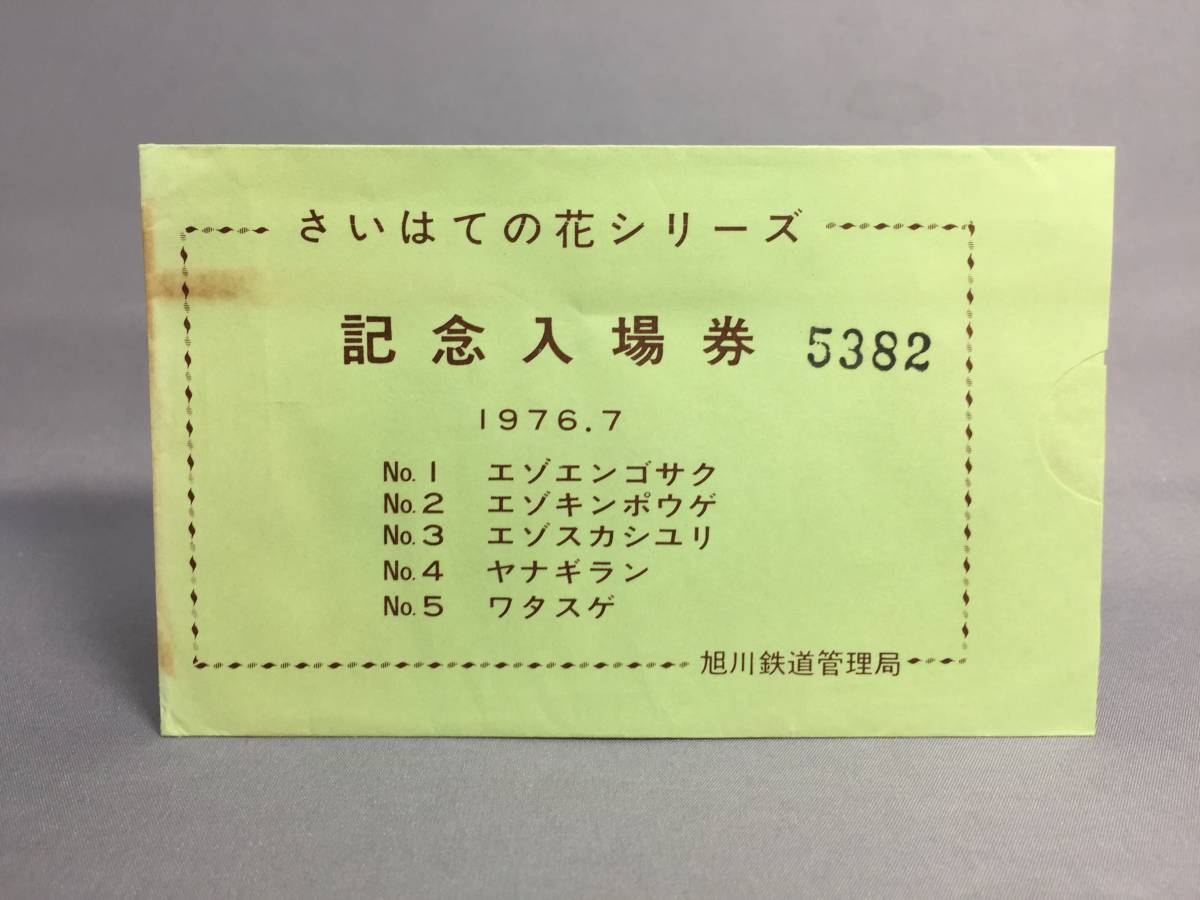 さいはての花シリーズ
記念入場券 5382
1976.7
No.1 エゾエンゴサク
No.2 エゾキンポウゲ
No.3 エゾスカシユリ
No.4 ヤナギラン
No.5 ワタスゲ
旭川鉄道管理局